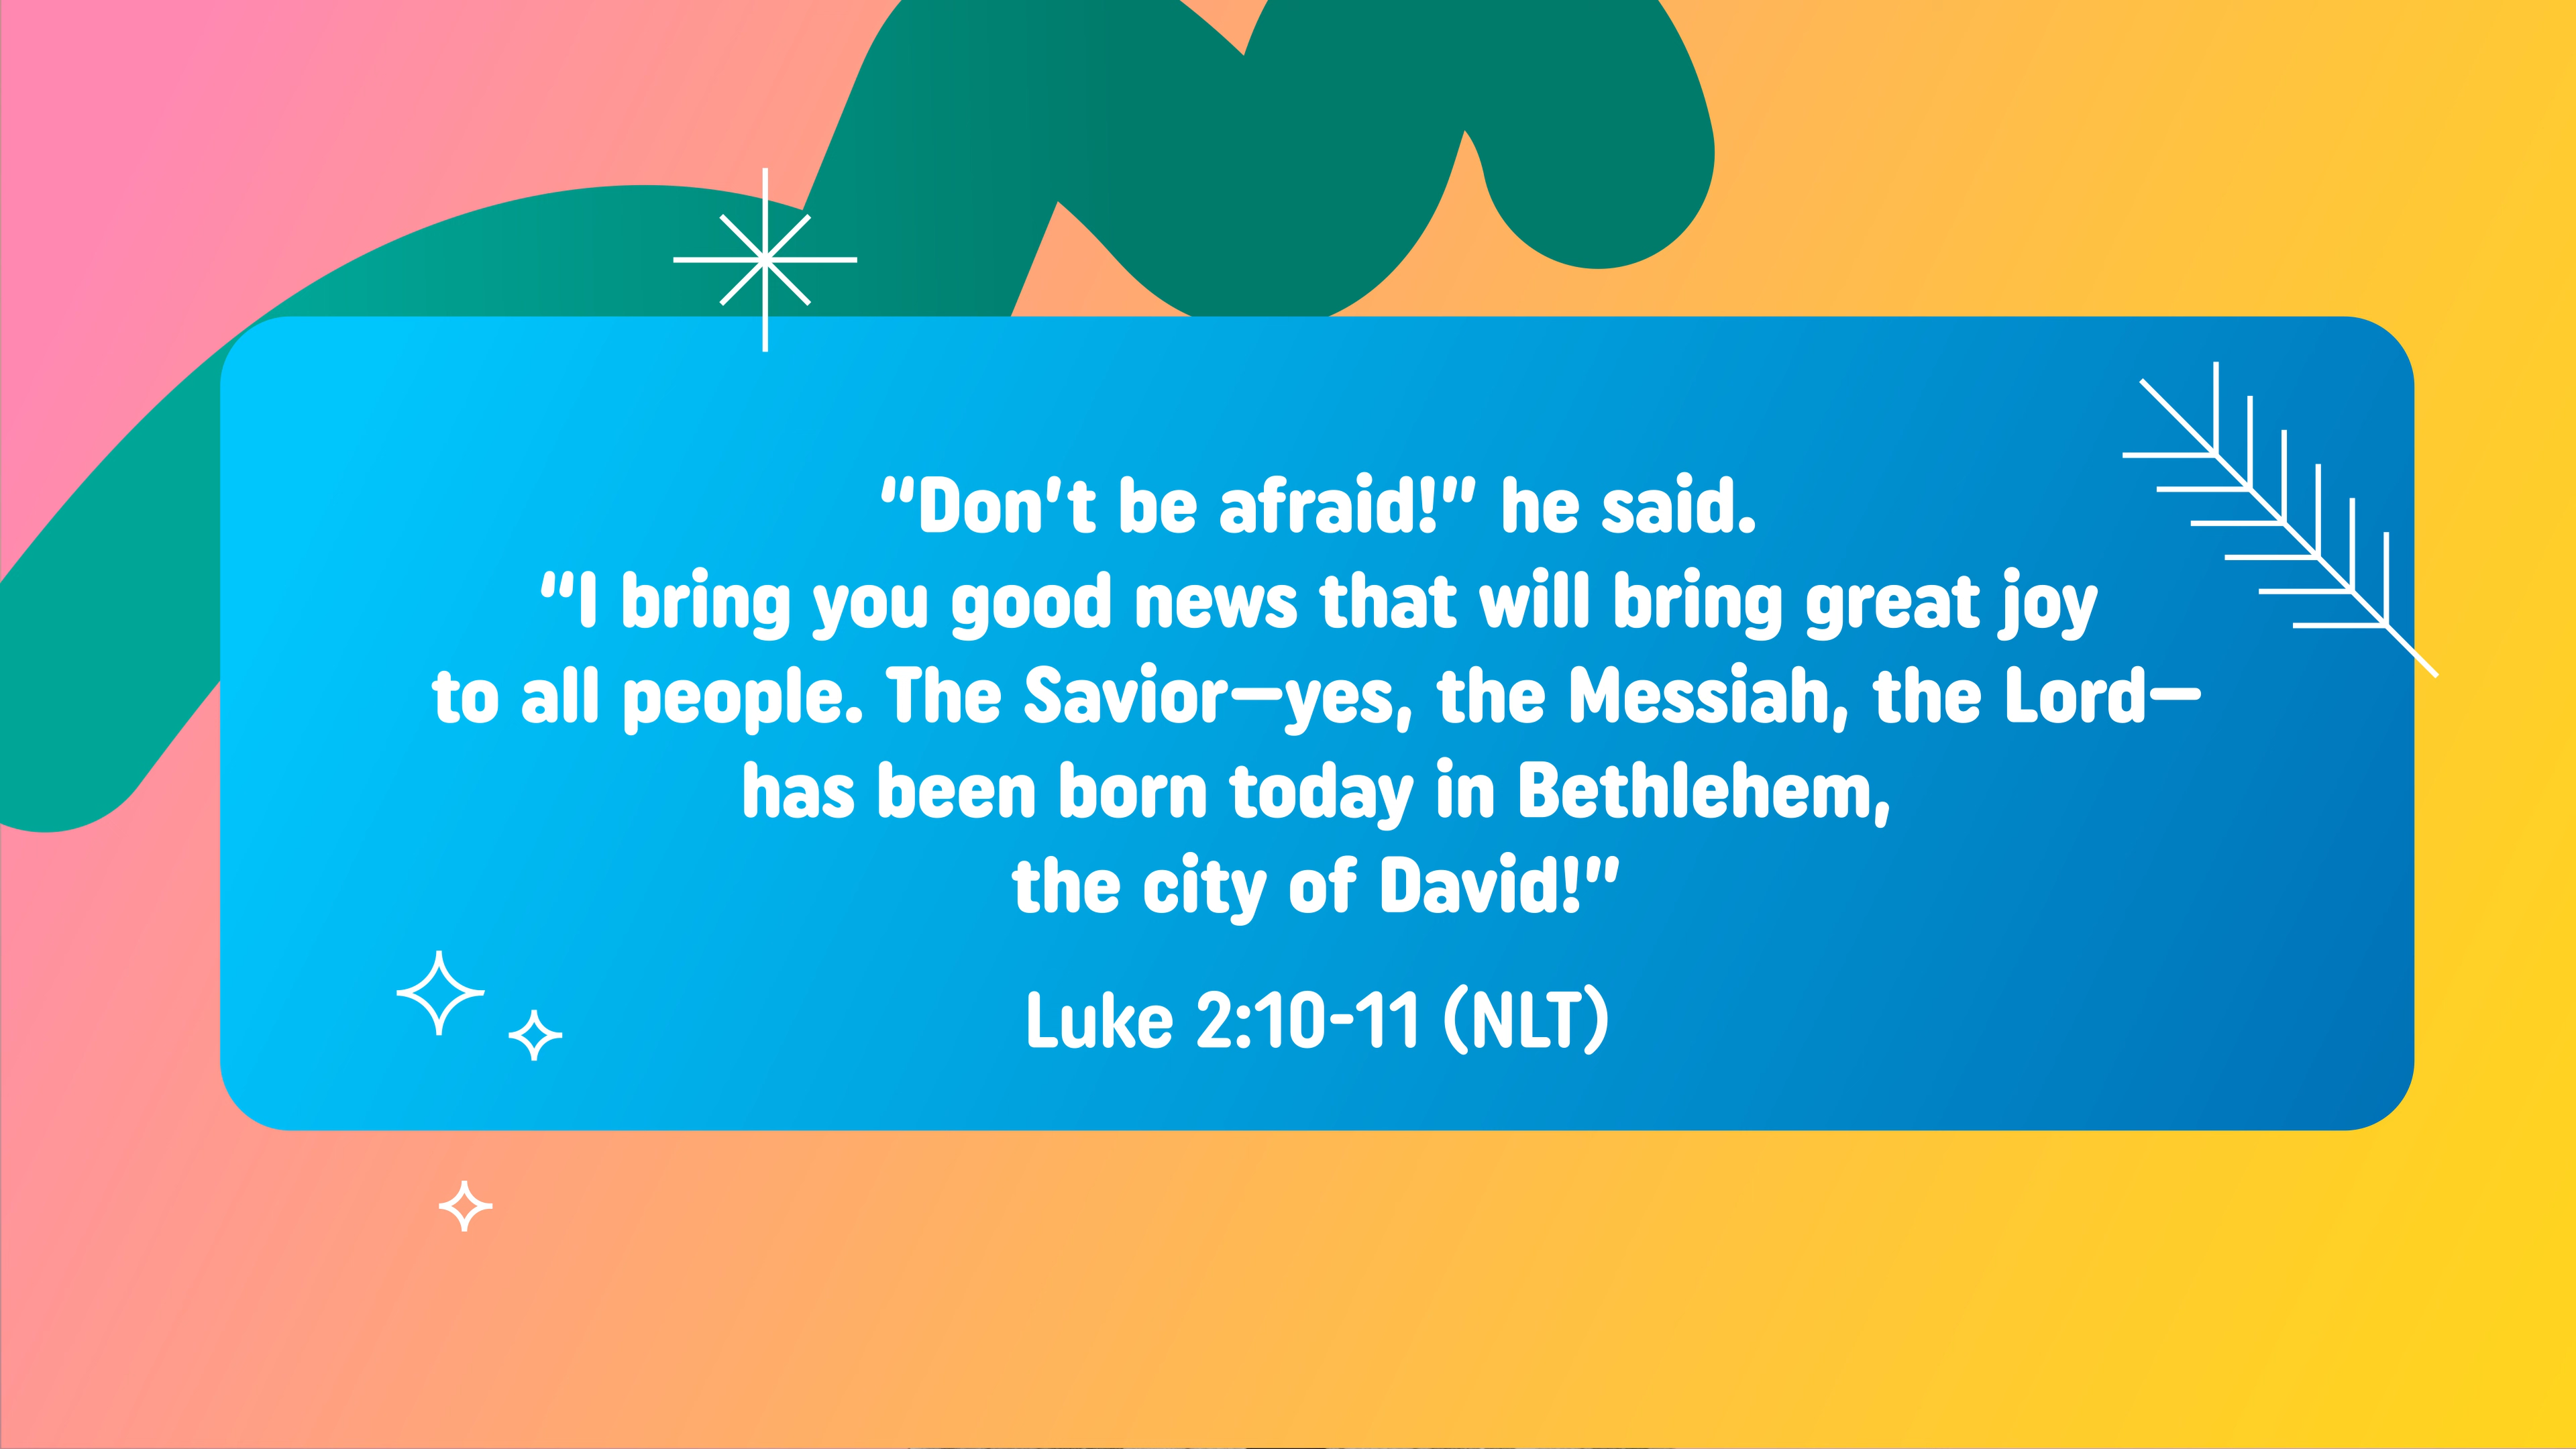 “Don’t be afraid!” he said.
“I bring you good news that will bring great joy
to all people. The Savior—yes, the Messiah, the Lord—
has been born today in Bethlehem,
the city of David!”
Luke 2:10-11 (NLT)